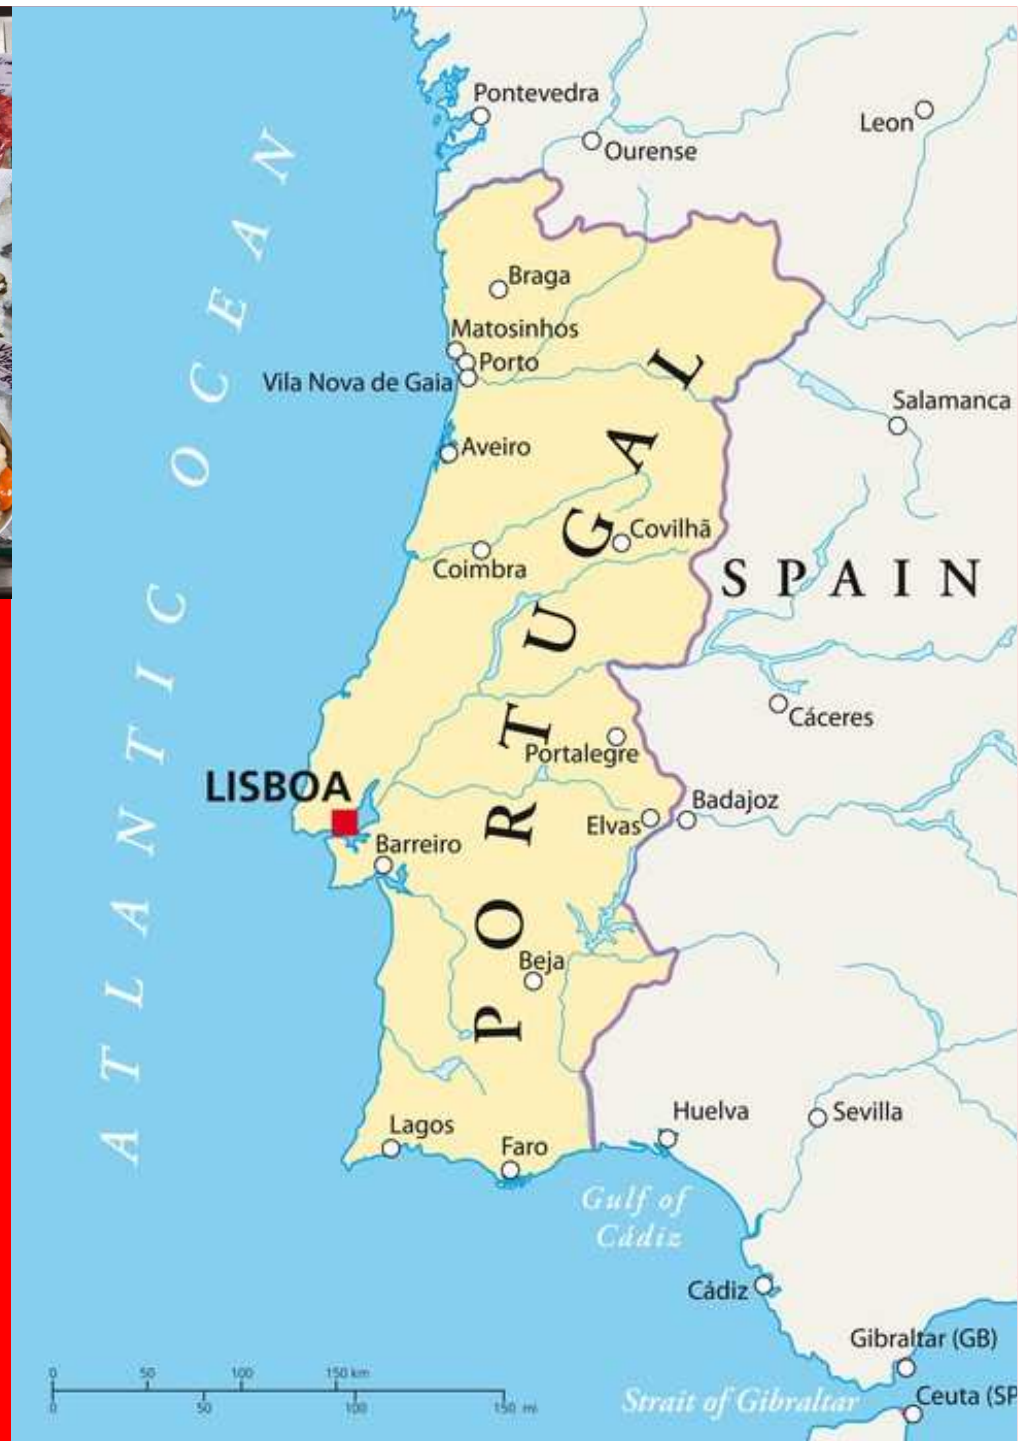 Pontevedra
Leon
Ourense
ATLANTIC OCEAN
Braga
Matosinhos
Porto
Vila Nova de Gaia
Salamanca
Aveiro
PORTUGAL
Covilhã
Coimbra
SPAIN
Cáceres
Portalegre
LISBOA
Badajoz
Elvas
Barreiro
Beja
Huelva
Sevilla
Lagos
Faro
Gulf of
Cádiz
Cádiz
Gibraltar (GB)
0 50 100 150 km
0 50 100 150 mi
Strait of Gibraltar
Ceuta (SP